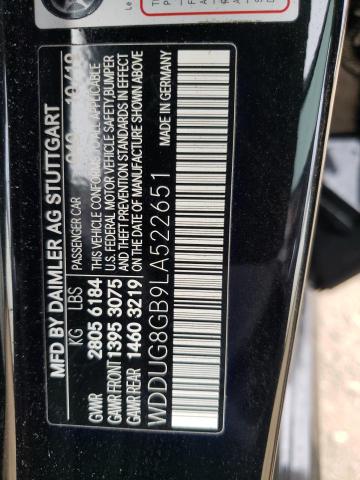 MFD BY DAIMLER AG STUTTGART
KG LBS PASSENGER CAR 10/18
GVWR 2805 6184 THIS VEHICLE CONFORMS TO ALL APPLICABLE
GAWR FRONT 1395 3075 U.S. FEDERAL MOTOR VEHICLE SAFETY BUMPER
AND THEFT PREVENTION STANDARDS IN EFFECT
GAWR REAR 1460 3219 ON THE DATE OF MANUFACTURE SHOWN ABOVE
MADE IN GERMANY
WDDUG8GB9LA522651